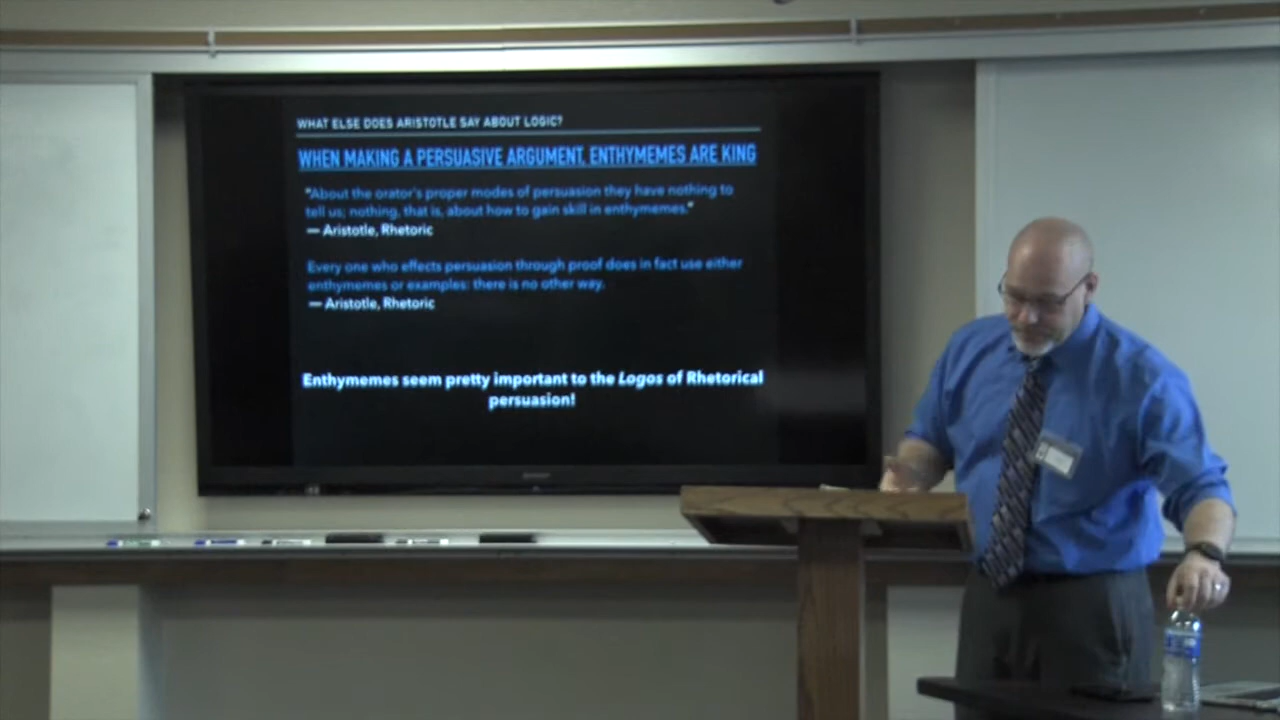 WHAT ELSE DOES ARISTOTLE SAY ABOUT LOGIC?
WHEN MAKING A PERSUASIVE ARGUMENT, ENTHYMEMES ARE KING
"About the orator's proper modes of persuasion they have nothing to
tell us; nothing, that is, about how to gain skill in enthymemes."
— Aristotle, Rhetoric
Every one who effects persuasion through proof does in fact use either
enthymemes or examples: there is no other way.
— Aristotle, Rhetoric
Enthymemes seem pretty important to the Logos of Rhetorical
persuasion!